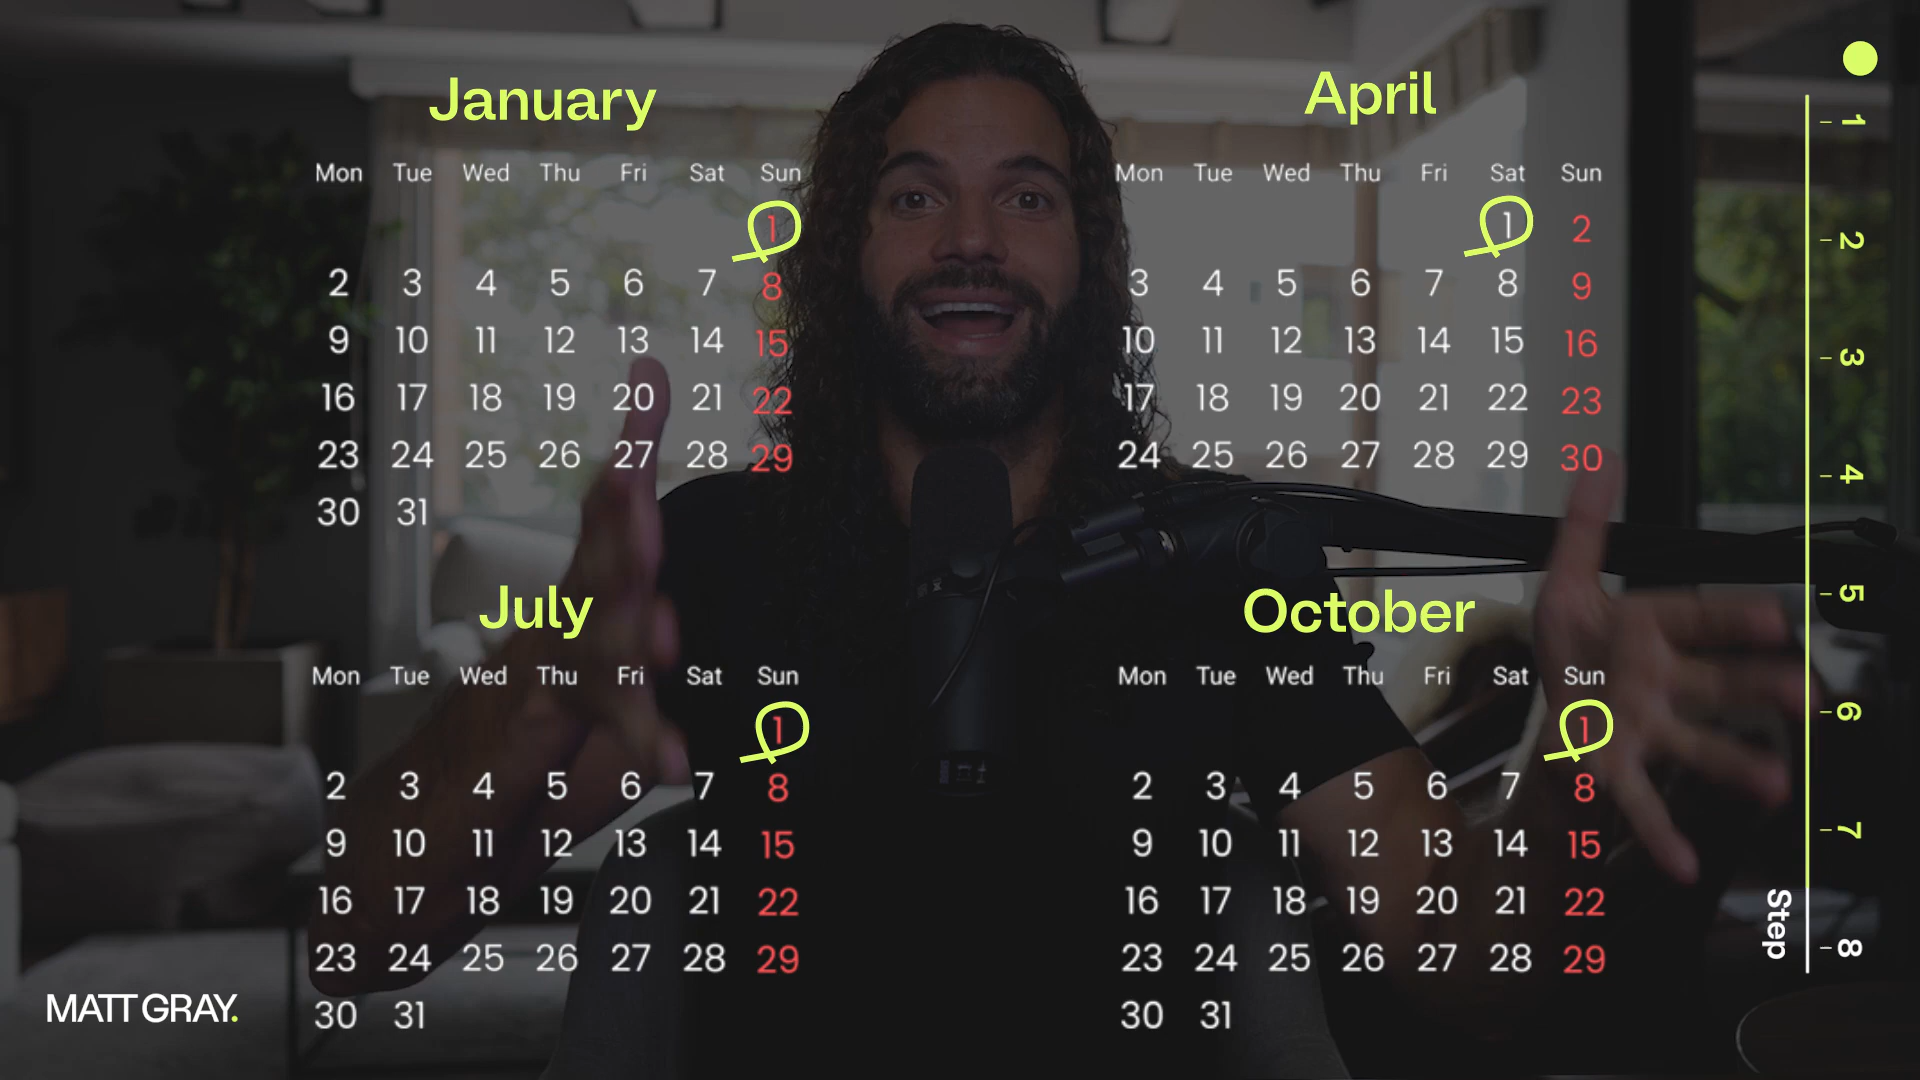 January
Mon Tue Wed Thu Fri Sat Sun
1
2 3 4 5 6 7 8
9 10 11 12 13 14 15
16 17 18 19 20 21 22
23 24 25 26 27 28 29
30 31
April
Mon Tue Wed Thu Fri Sat Sun
1 2
3 4 5 6 7 8 9
10 11 12 13 14 15 16
17 18 19 20 21 22 23
24 25 26 27 28 29 30
July
Mon Tue Wed Thu Fri Sat Sun
1
2 3 4 5 6 7 8
9 10 11 12 13 14 15
16 17 18 19 20 21 22
23 24 25 26 27 28 29
30 31
October
Mon Tue Wed Thu Fri Sat Sun
1
2 3 4 5 6 7 8
9 10 11 12 13 14 15
16 17 18 19 20 21 22
23 24 25 26 27 28 29
30 31
1
2
3
4
5
6
7
Step 8
MATT GRAY.